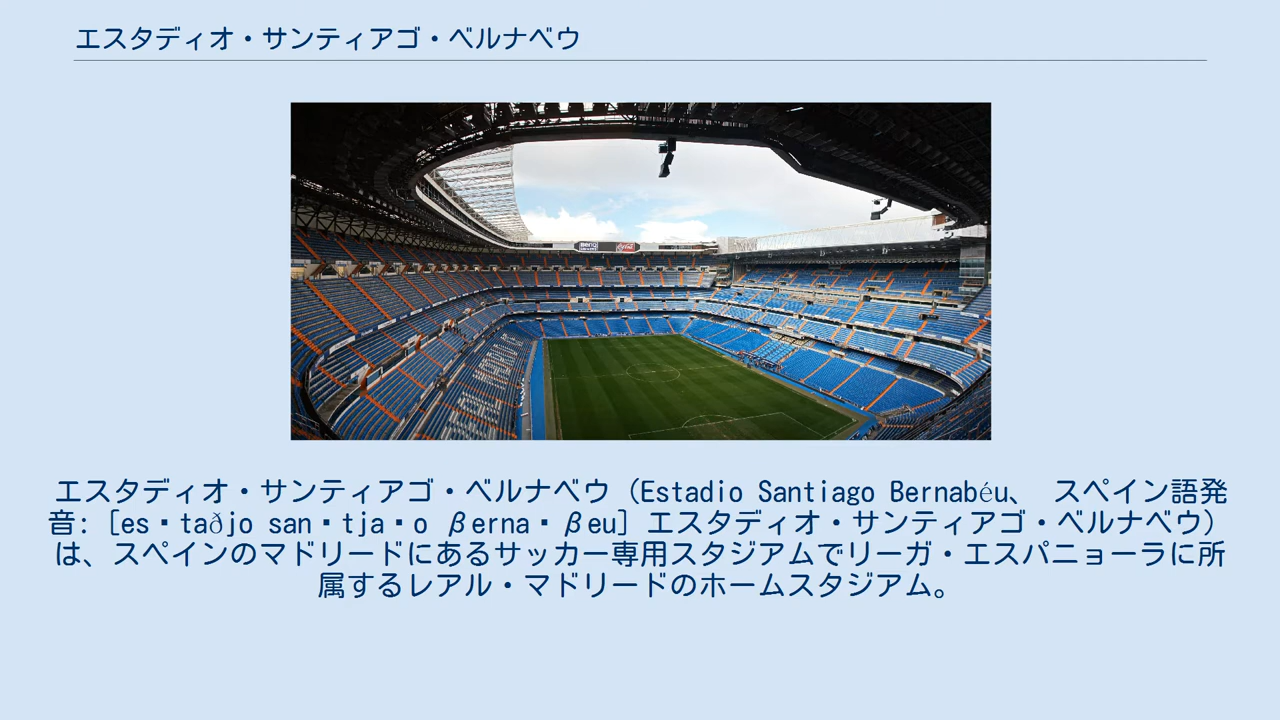 エスタディオ・サンティアゴ・ベルナベウ
BenQ
Coca-Cola
エスタディオ・サンティアゴ・ベルナベウ（Estadio Santiago Bernabéu、 スペイン語発
音: [es▪taðjo san▪tja▪o βerna▪βeu] エスタディオ・サンティアゴ・ベルナベウ）
は、スペインのマドリードにあるサッカー専用スタジアムでリーガ・エスパニョーラに所
属するレアル・マドリードのホームスタジアム。